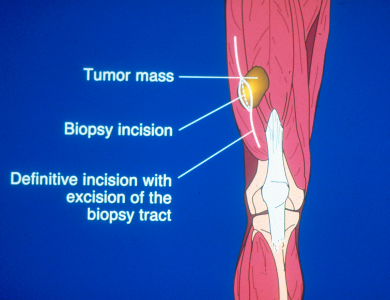 Tumor mass
Biopsy incision
Definitive incision with
excision of the
biopsy tract